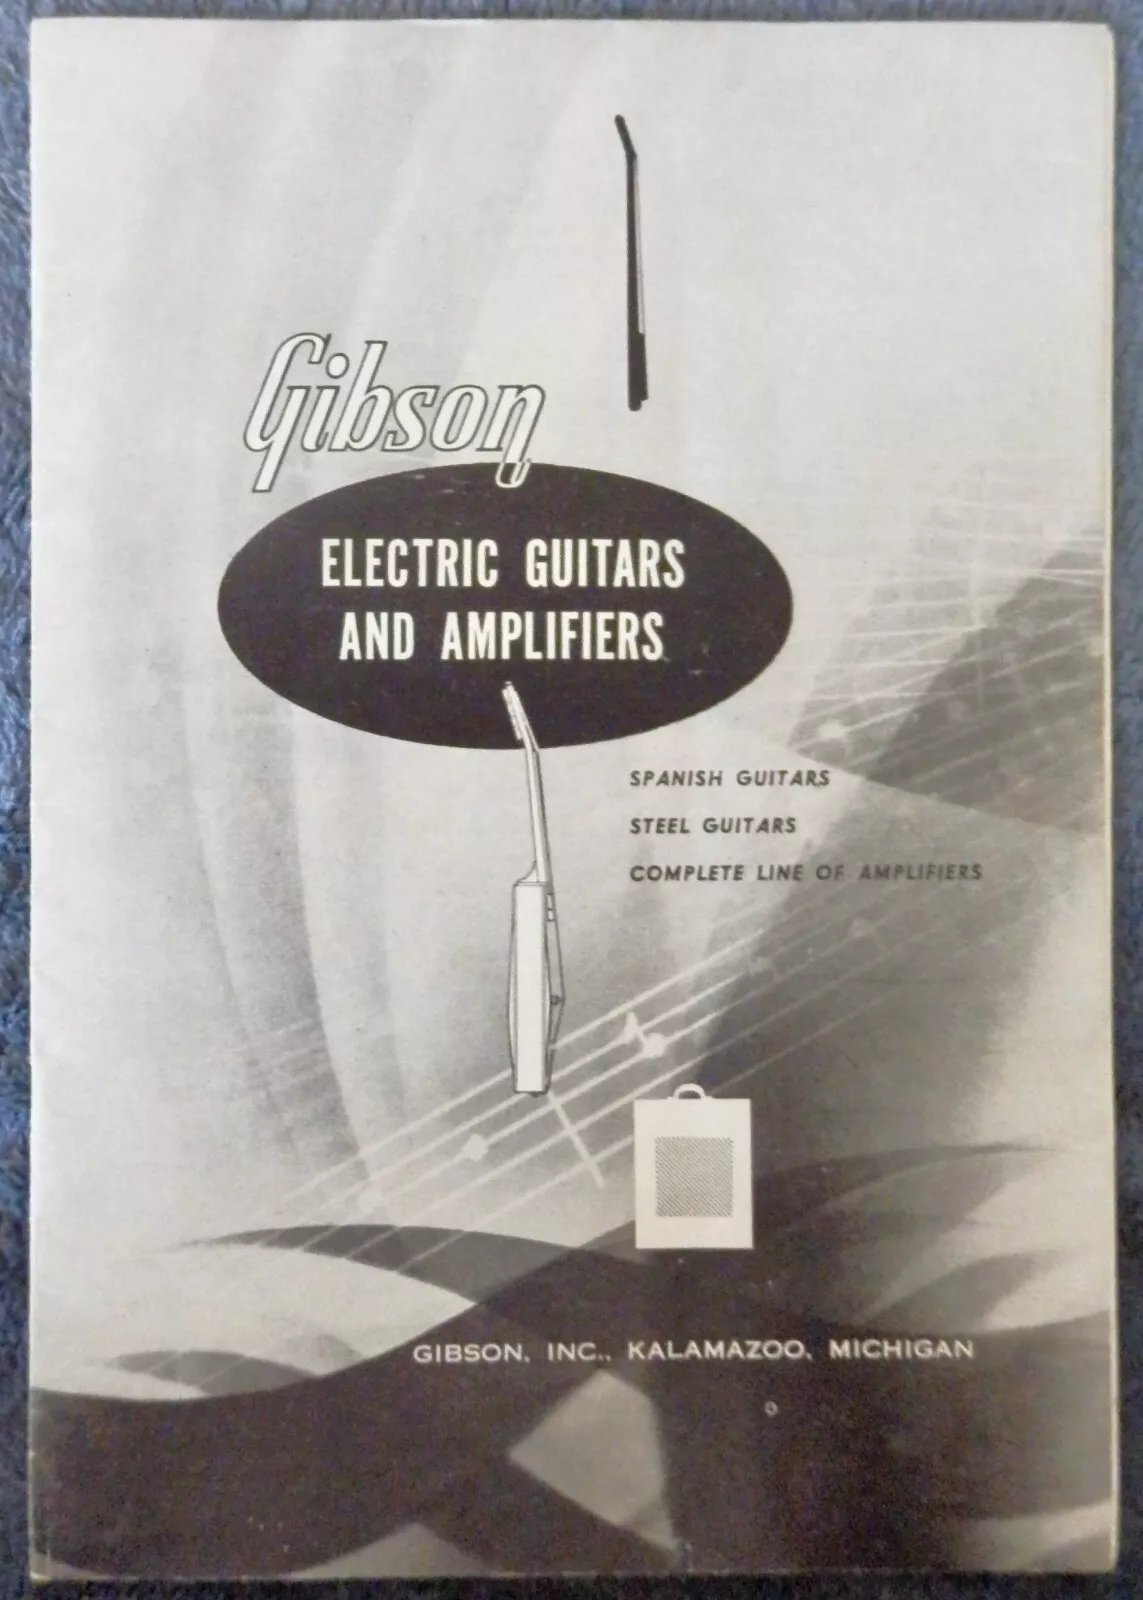 Gibson
ELECTRIC GUITARS
AND AMPLIFIERS
SPANISH GUITARS
STEEL GUITARS
COMPLETE LINE OF AMPLIFIERS
GIBSON, INC., KALAMAZOO, MICHIGAN